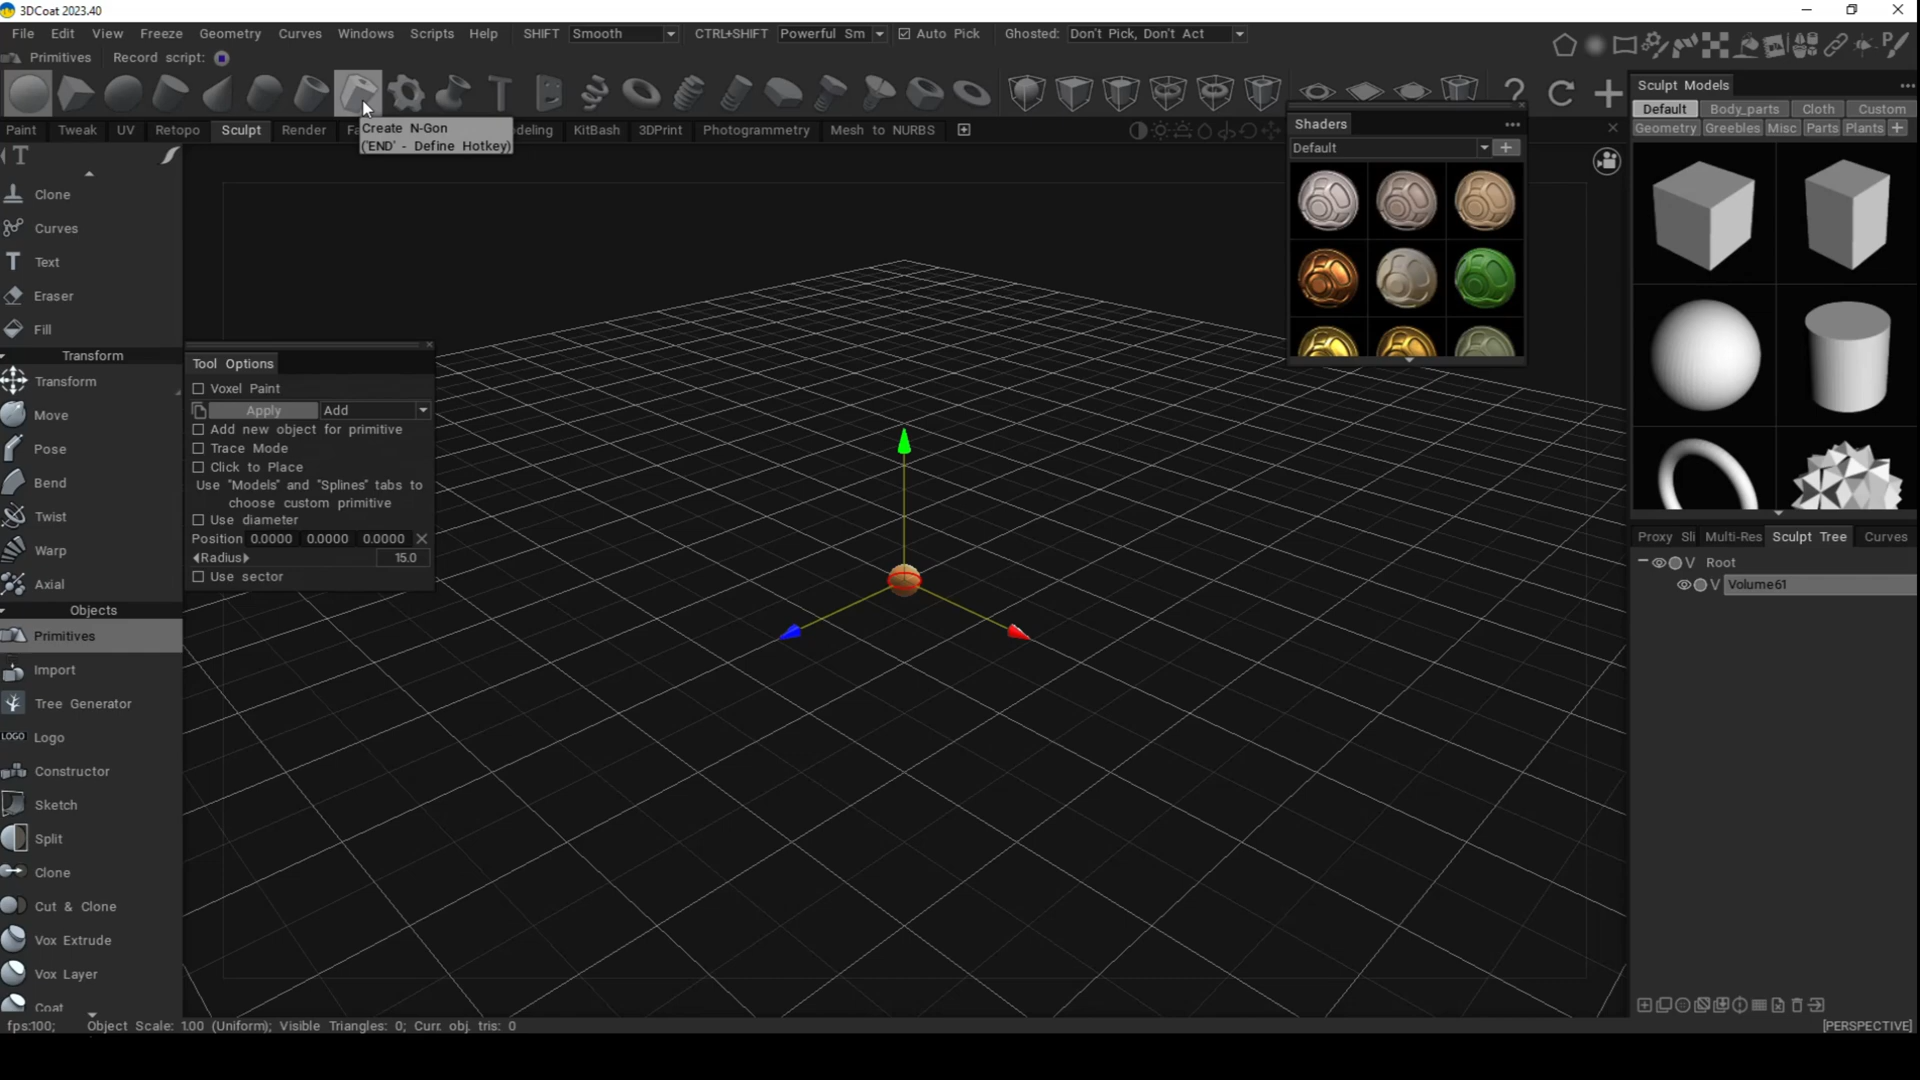 3DCoat 2023.40
File Edit View Freeze Geometry Curves Windows Scripts Help SHIFT Smooth CTRL+SHIFT Powerful Sm Auto Pick Ghosted: Don't Pick, Don't Act
Primitives Record script:
Sculpt Models
Default Body_parts Cloth Custom
Geometry Greebles Misc Parts Plants
Paint Tweak UV Retopo Sculpt Render Fa deling KitBash 3DPrint Photogrammetry Mesh to NURBS
Create N-Gon
('END' - Define Hotkey)
Shaders
Default
Clone
Curves
Text
Eraser
Fill
Transform
Transform
Move
Pose
Bend
Twist
Warp
Axial
Objects
Primitives
Import
Tree Generator
LOGO Logo
Constructor
Sketch
Split
Clone
Cut & Clone
Vox Extrude
Vox Layer
Coat
Tool Options
Voxel Paint
Apply Add
Add new object for primitive
Trace Mode
Click to Place
Use "Models" and "Splines" tabs to
choose custom primitive
Use diameter
Position 0.0000 0.0000 0.0000
Radius 15.0
Use sector
Proxy Sli Multi-Res Sculpt Tree Curves
V Root
V Volume61
fps:100; Object Scale: 1.00 (Uniform); Visible Triangles: 0; Curr. obj. tris: 0
[PERSPECTIVE]